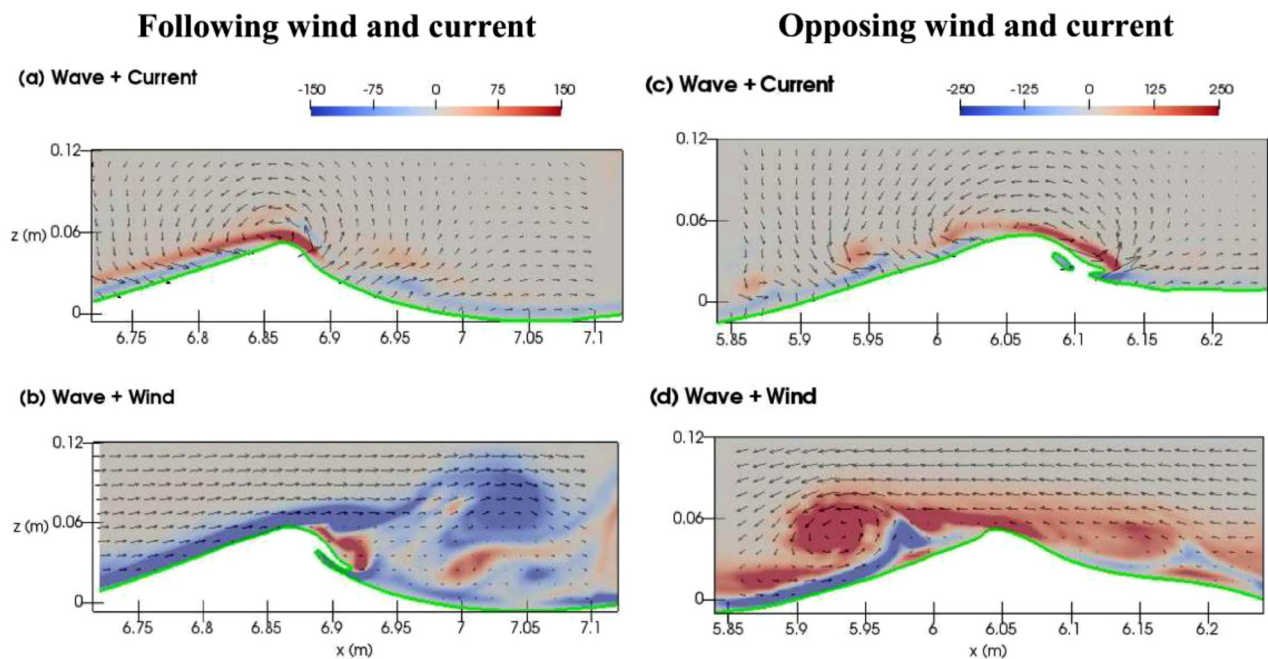 Following wind and current
Opposing wind and current
(a) Wave + Current
-150 -75 0 75 150
0.12
z (m) 0.06
0
6.75 6.8 6.85 6.9 6.95 7 7.05 7.1
(c) Wave + Current
-250 -125 0 125 250
0.12
0.06
0
5.85 5.9 5.95 6 6.05 6.1 6.15 6.2
(b) Wave + Wind
0.12
z (m) 0.06
0
6.75 6.8 6.85 6.9 6.95 7 7.05 7.1
x (m)
(d) Wave + Wind
0.12
0.06
0
5.85 5.9 5.95 6 6.05 6.1 6.15 6.2
x (m)